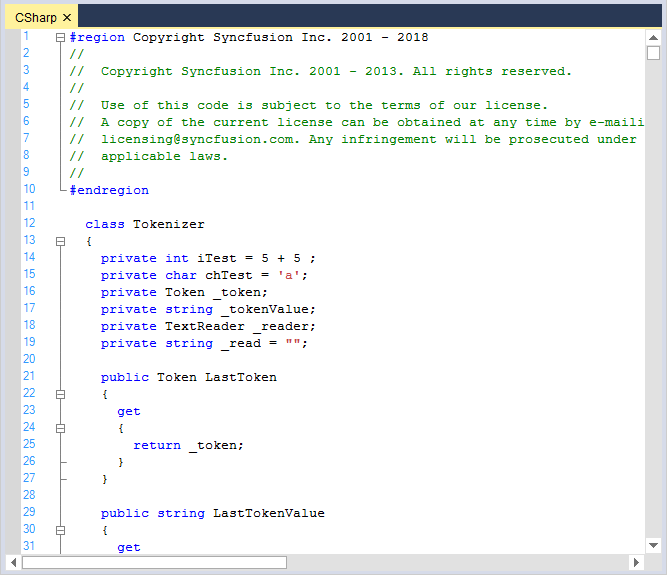 CSharp ×
1 #region Copyright Syncfusion Inc. 2001 - 2018
2 //
3 //  Copyright Syncfusion Inc. 2001 - 2013. All rights reserved.
4 //
5 //  Use of this code is subject to the terms of our license.
6 //  A copy of the current license can be obtained at any time by e-maili
7 //  licensing@syncfusion.com. Any infringement will be prosecuted under
8 //  applicable laws.
9 //
10 #endregion
11
12   class Tokenizer
13   {
14     private int iTest = 5 + 5 ;
15     private char chTest = 'a';
16     private Token _token;
17     private string _tokenValue;
18     private TextReader _reader;
19     private string _read = "";
20
21     public Token LastToken
22     {
23       get
24       {
25         return _token;
26       }
27     }
28
29     public string LastTokenValue
30     {
31       get